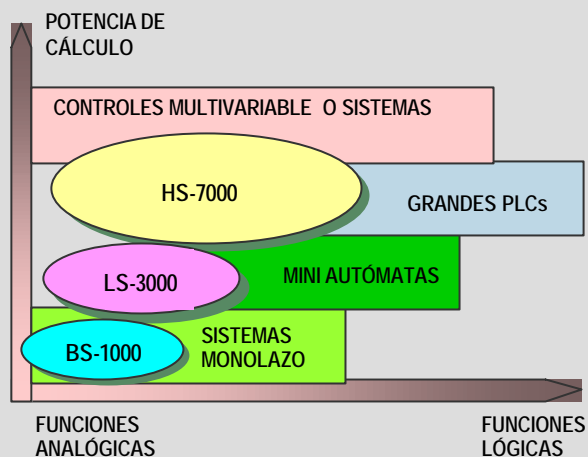 POTENCIA DE
CÁLCULO
CONTROLES MULTIVARIABLE O SISTEMAS
HS-7000
GRANDES PLCs
LS-3000
MINI AUTÓMATAS
BS-1000
SISTEMAS
MONOLAZO
FUNCIONES
ANALÓGICAS
FUNCIONES
LÓGICAS